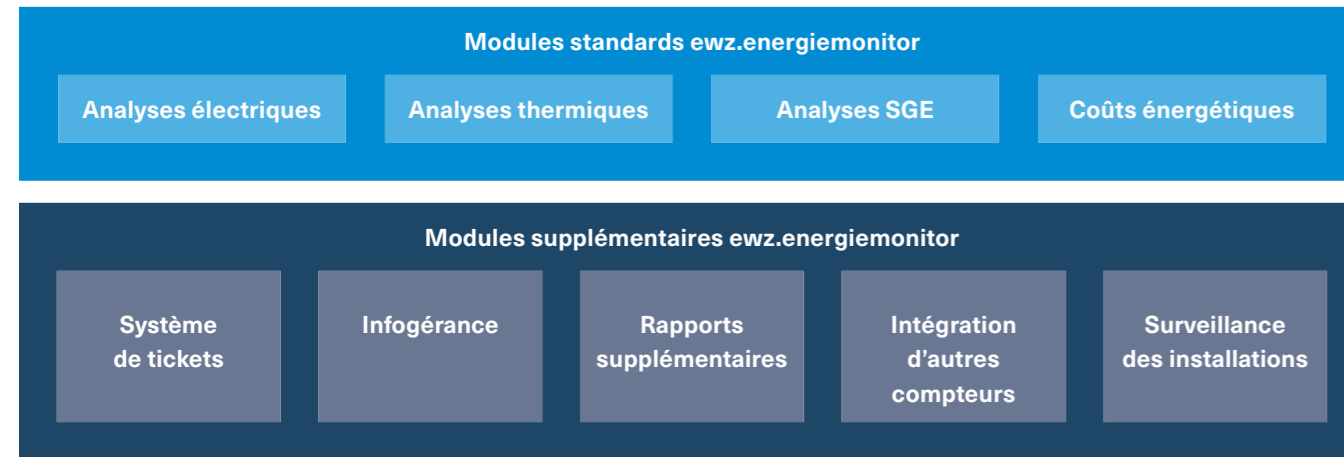 Modules standards ewz.energiemonitor
Analyses électriques
Analyses thermiques
Analyses SGE
Coûts énergétiques
Modules supplémentaires ewz.energiemonitor
Système
de tickets
Infogérance
Rapports
supplémentaires
Intégration
d’autres
compteurs
Surveillance
des installations